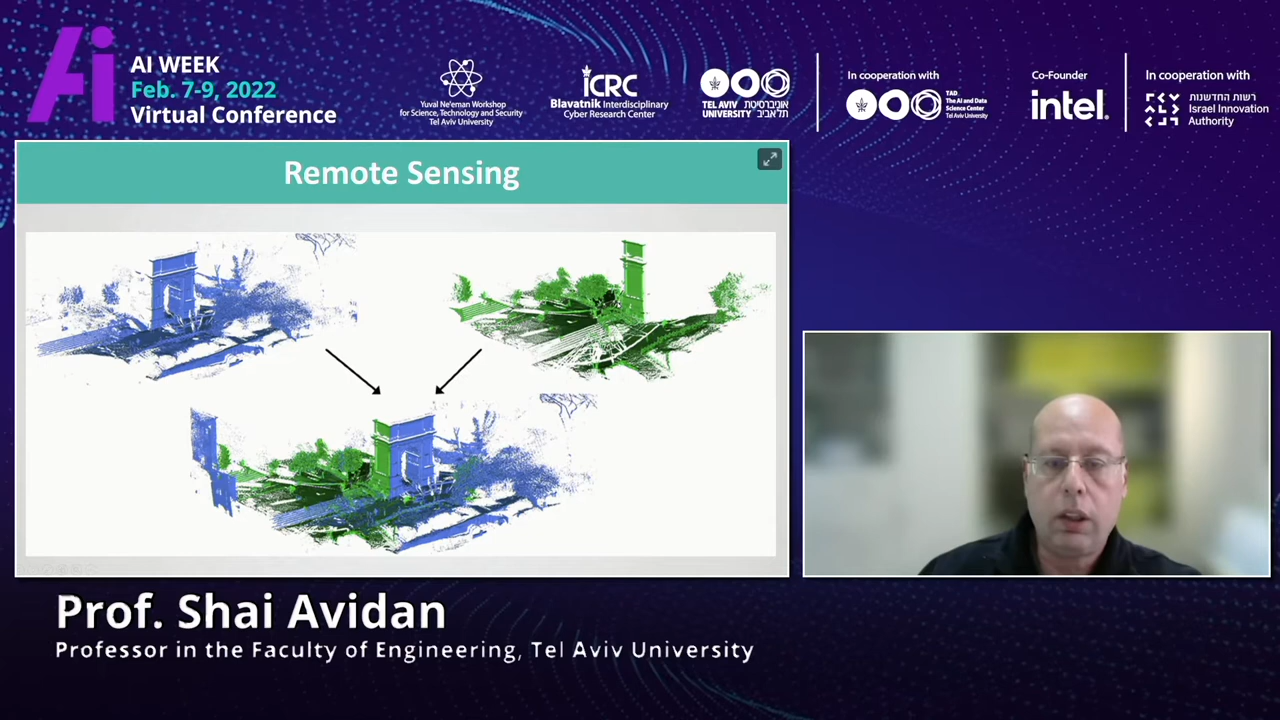 Ai
AI WEEK
Feb. 7-9, 2022
Virtual Conference
Yuval Ne'eman Workshop
for Science, Technology and Security
Tel Aviv University
iCRC
Blavatnik Interdisciplinary
Cyber Research Center
TEL AVIV אוניברסיטת
UNIVERSITY תל אביב
In cooperation with
TAD
The AI and Data
Science Center
Tel Aviv University
Co-Founder
intel.
In cooperation with
רשות החדשנות
Israel Innovation
Authority
Remote Sensing
Prof. Shai Avidan
Professor in the Faculty of Engineering, Tel Aviv University